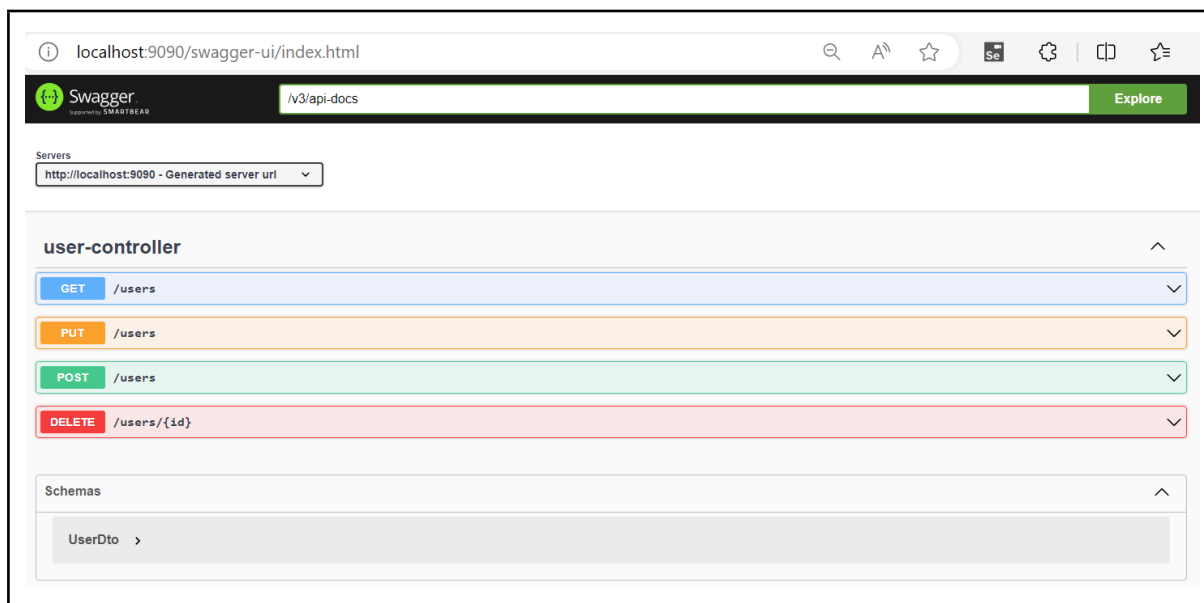 localhost:9090/swagger-ui/index.html
Se
Swagger.
Supported by SMARTBEAR
/v3/api-docs
Explore
Servers
http://localhost:9090 - Generated server url
user-controller
GET /users
PUT /users
POST /users
DELETE /users/{id}
Schemas
UserDto